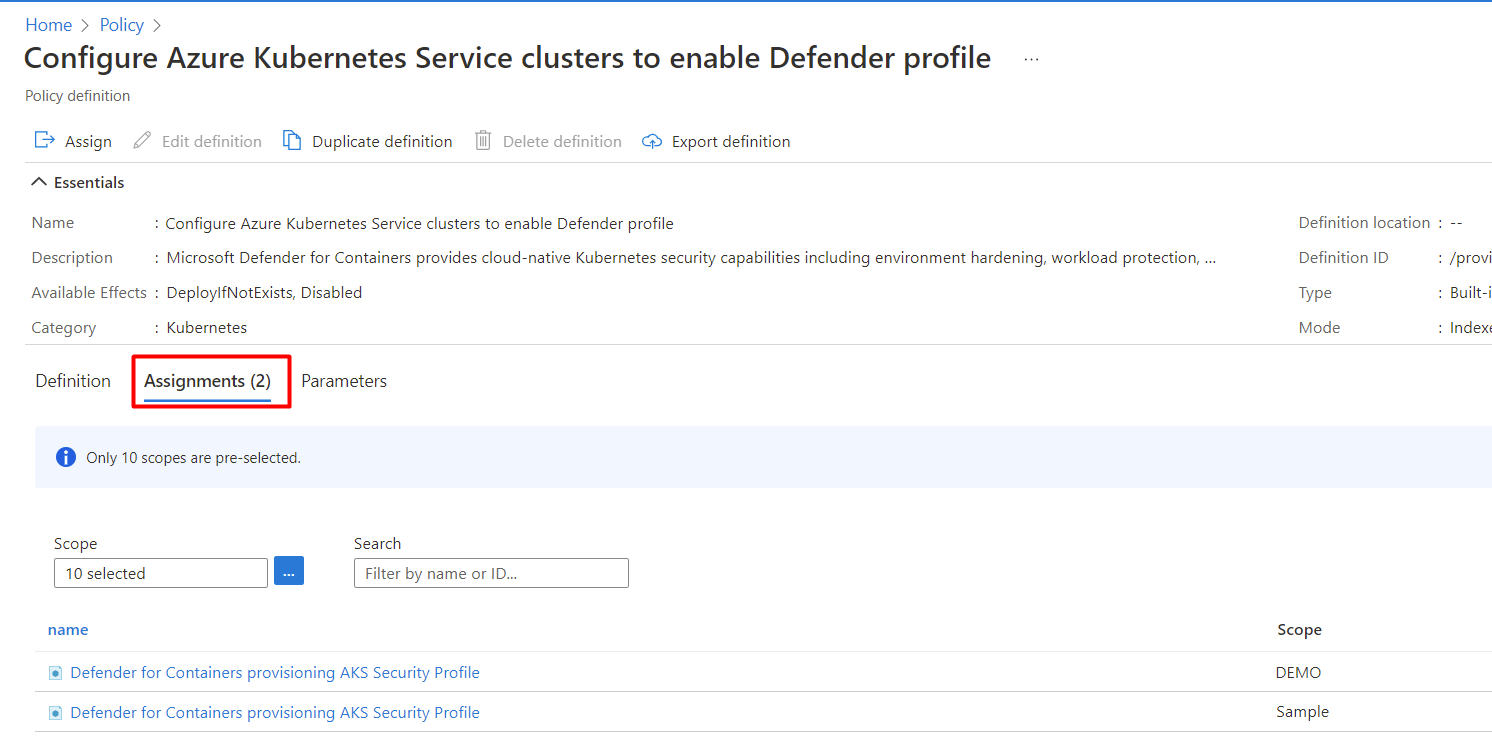 Home > Policy >
Configure Azure Kubernetes Service clusters to enable Defender profile ...
Policy definition
Assign Edit definition Duplicate definition Delete definition Export definition
Essentials
Name : Configure Azure Kubernetes Service clusters to enable Defender profile Definition location : --
Description : Microsoft Defender for Containers provides cloud-native Kubernetes security capabilities including environment hardening, workload protection, ... Definition ID : /provi
Available Effects : DeployIfNotExists, Disabled Type : Built-i
Category : Kubernetes Mode : Indexe
Definition Assignments (2) Parameters
Only 10 scopes are pre-selected.
Scope Search
10 selected ... Filter by name or ID...
name Scope
Defender for Containers provisioning AKS Security Profile DEMO
Defender for Containers provisioning AKS Security Profile Sample